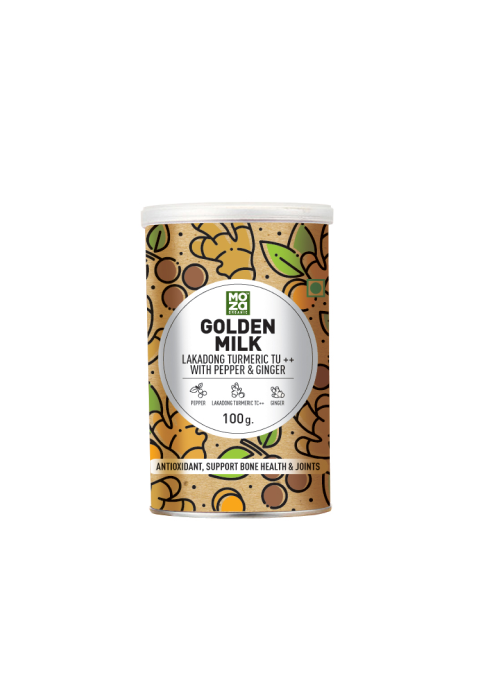 MO
ZA
ORGANIC
GOLDEN
MILK
LAKADONG TURMERIC TU ++
WITH PEPPER & GINGER
PEPPER LAKADONG TURMERIC TC++ GINGER
100 g.
ANTIOXIDANT, SUPPORT BONE HEALTH & JOINTS